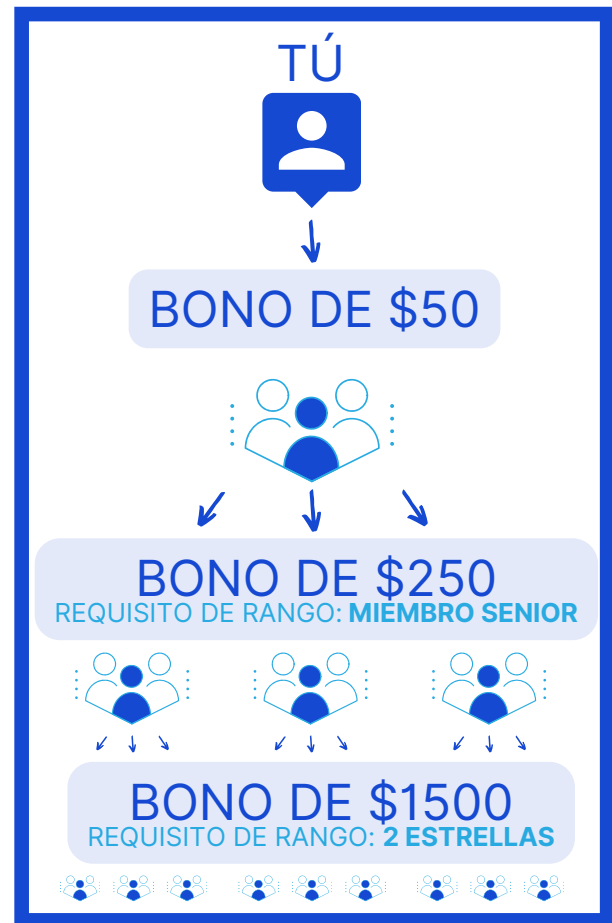 TÚ
BONO DE $50
BONO DE $250
REQUISITO DE RANGO: MIEMBRO SENIOR
BONO DE $1500
REQUISITO DE RANGO: 2 ESTRELLAS